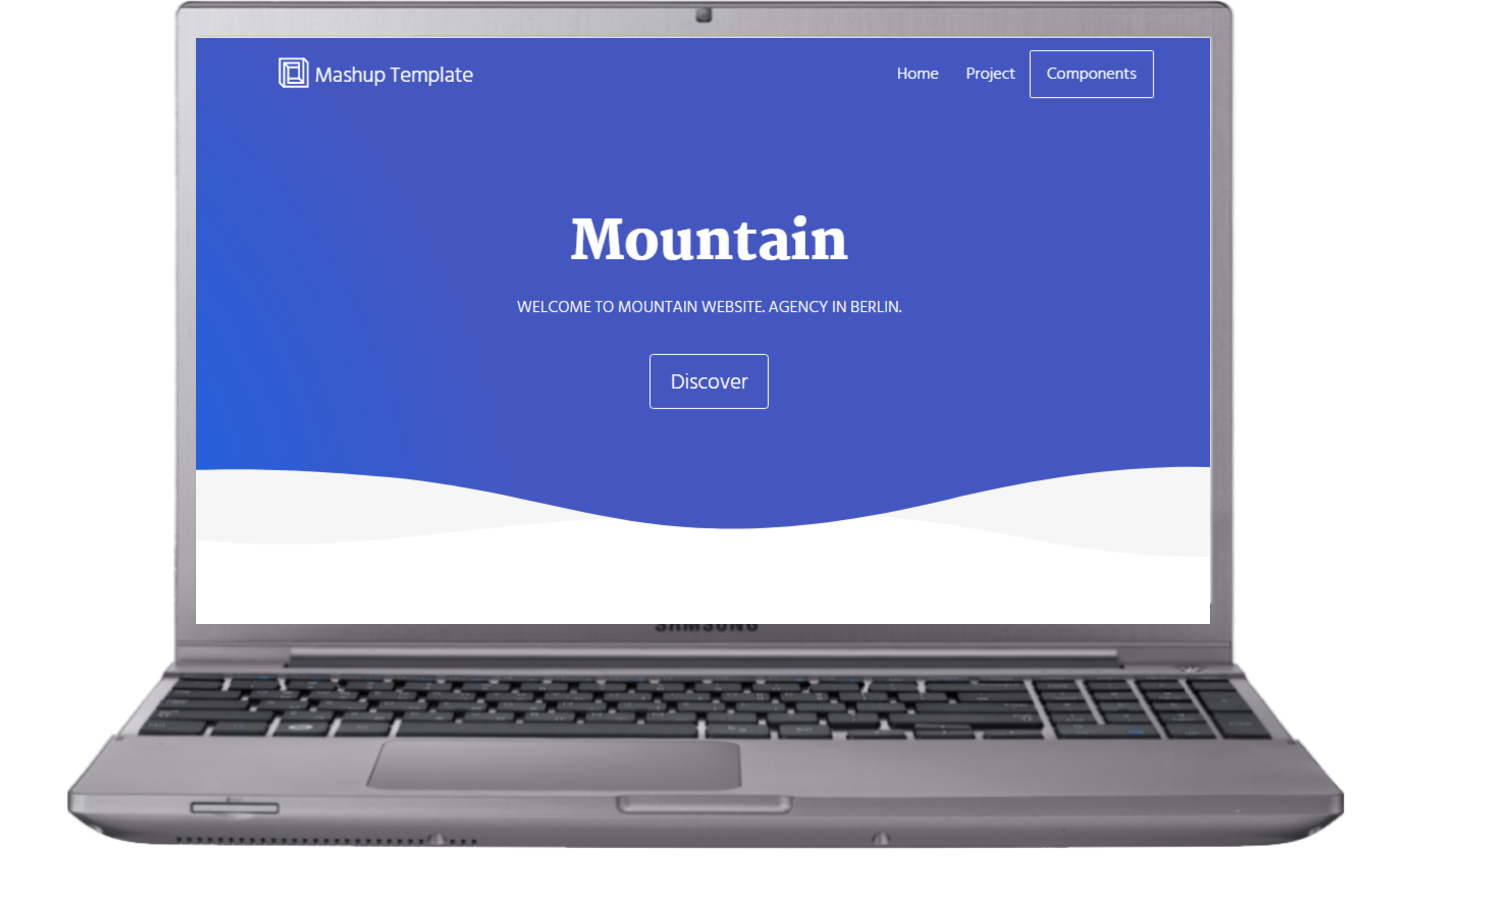 Mashup Template
Home
Project
Components
Mountain
WELCOME TO MOUNTAIN WEBSITE. AGENCY IN BERLIN.
Discover
SAMSUNG